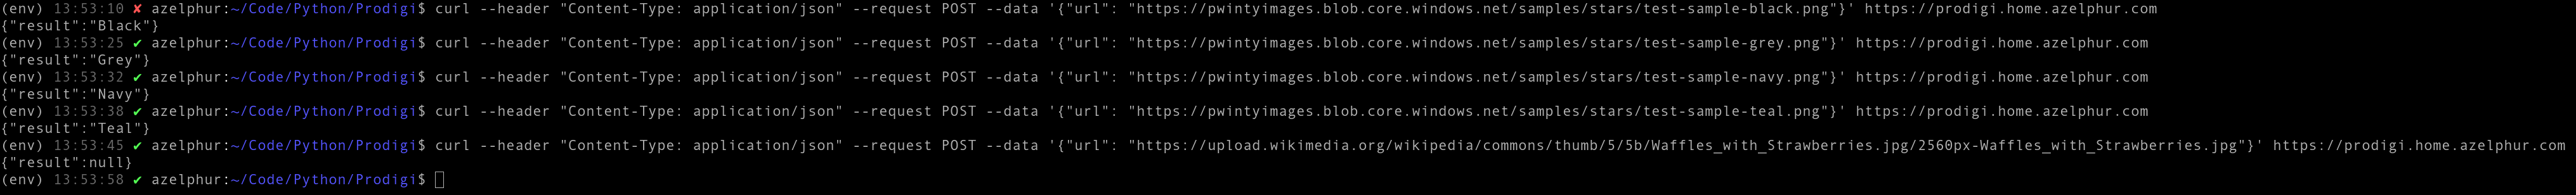 (env) 13:53:10 ✘ azelphur:~/Code/Python/Prodigi$ curl --header "Content-Type: application/json" --request POST --data '{"url": "https://pwintyimages.blob.core.windows.net/samples/stars/test-sample-black.png"}' https://prodigi.home.azelphur.com
{"result":"Black"}
(env) 13:53:25 ✔ azelphur:~/Code/Python/Prodigi$ curl --header "Content-Type: application/json" --request POST --data '{"url": "https://pwintyimages.blob.core.windows.net/samples/stars/test-sample-grey.png"}' https://prodigi.home.azelphur.com
{"result":"Grey"}
(env) 13:53:32 ✔ azelphur:~/Code/Python/Prodigi$ curl --header "Content-Type: application/json" --request POST --data '{"url": "https://pwintyimages.blob.core.windows.net/samples/stars/test-sample-navy.png"}' https://prodigi.home.azelphur.com
{"result":"Navy"}
(env) 13:53:38 ✔ azelphur:~/Code/Python/Prodigi$ curl --header "Content-Type: application/json" --request POST --data '{"url": "https://pwintyimages.blob.core.windows.net/samples/stars/test-sample-teal.png"}' https://prodigi.home.azelphur.com
{"result":"Teal"}
(env) 13:53:45 ✔ azelphur:~/Code/Python/Prodigi$ curl --header "Content-Type: application/json" --request POST --data '{"url": "https://upload.wikimedia.org/wikipedia/commons/thumb/5/5b/Waffles_with_Strawberries.jpg/2560px-Waffles_with_Strawberries.jpg"}' https://prodigi.home.azelphur.com
{"result":null}
(env) 13:53:58 ✔ azelphur:~/Code/Python/Prodigi$